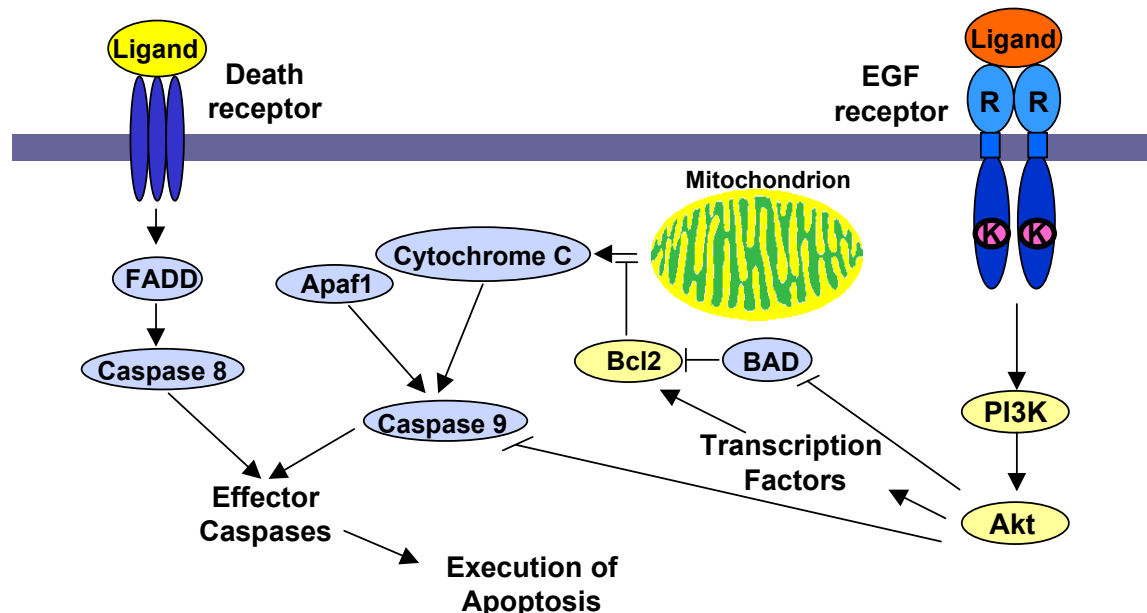 Ligand
Death
receptor
EGF
receptor
Ligand
R
R
K
K
Mitochondrion
Cytochrome C
Apaf1
FADD
Caspase 8
Caspase 9
Bcl2
BAD
PI3K
Transcription
Factors
Akt
Effector
Caspases
Execution of
Apoptosis